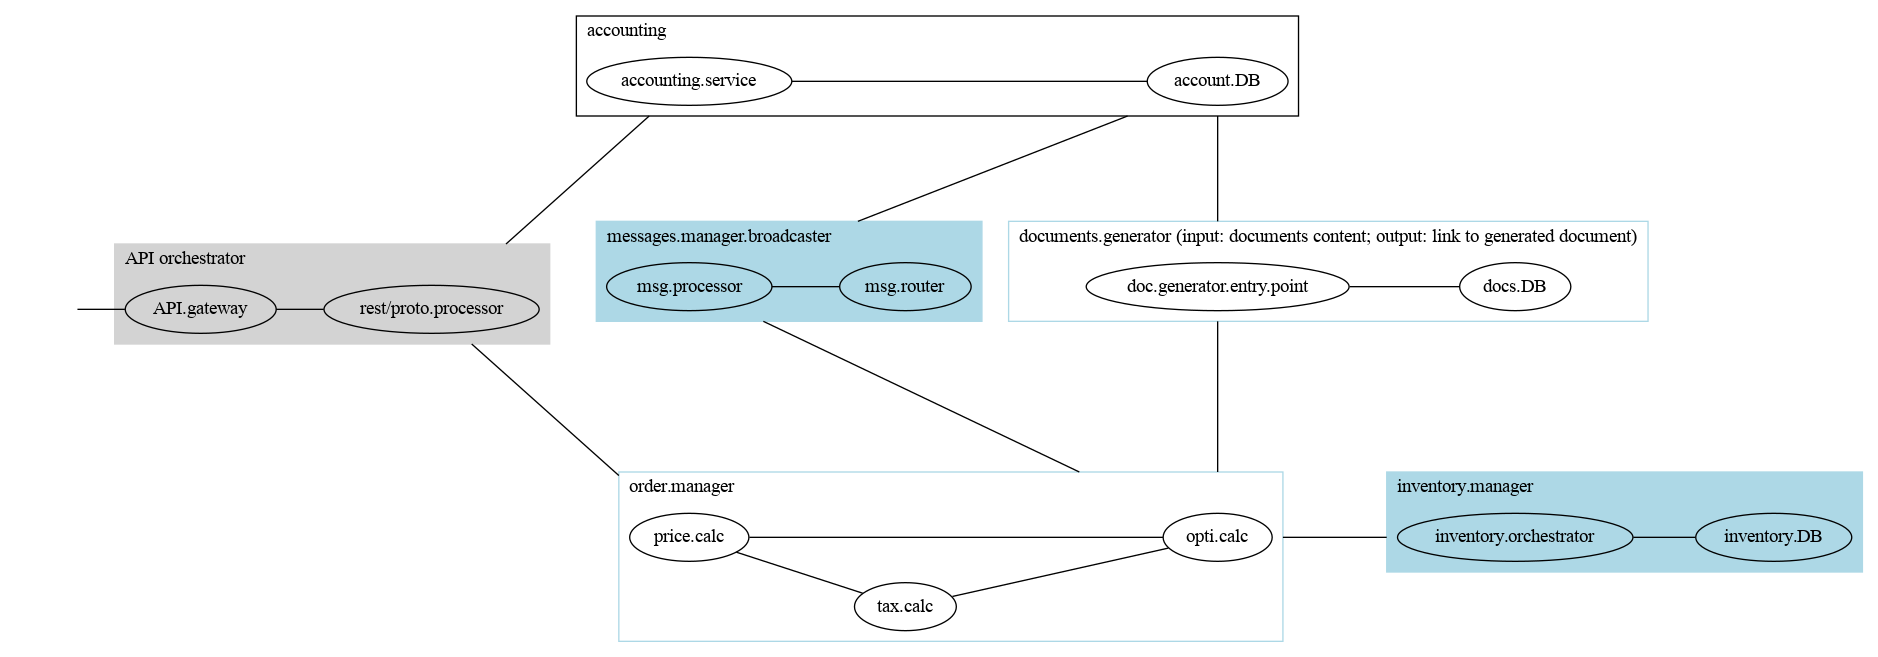 accounting
accounting.service
account.DB
messages.manager.broadcaster
msg.processor
msg.router
documents.generator (input: documents content; output: link to generated document)
doc.generator.entry.point
docs.DB
API orchestrator
API.gateway
rest/proto.processor
order.manager
price.calc
opti.calc
tax.calc
inventory.manager
inventory.orchestrator
inventory.DB